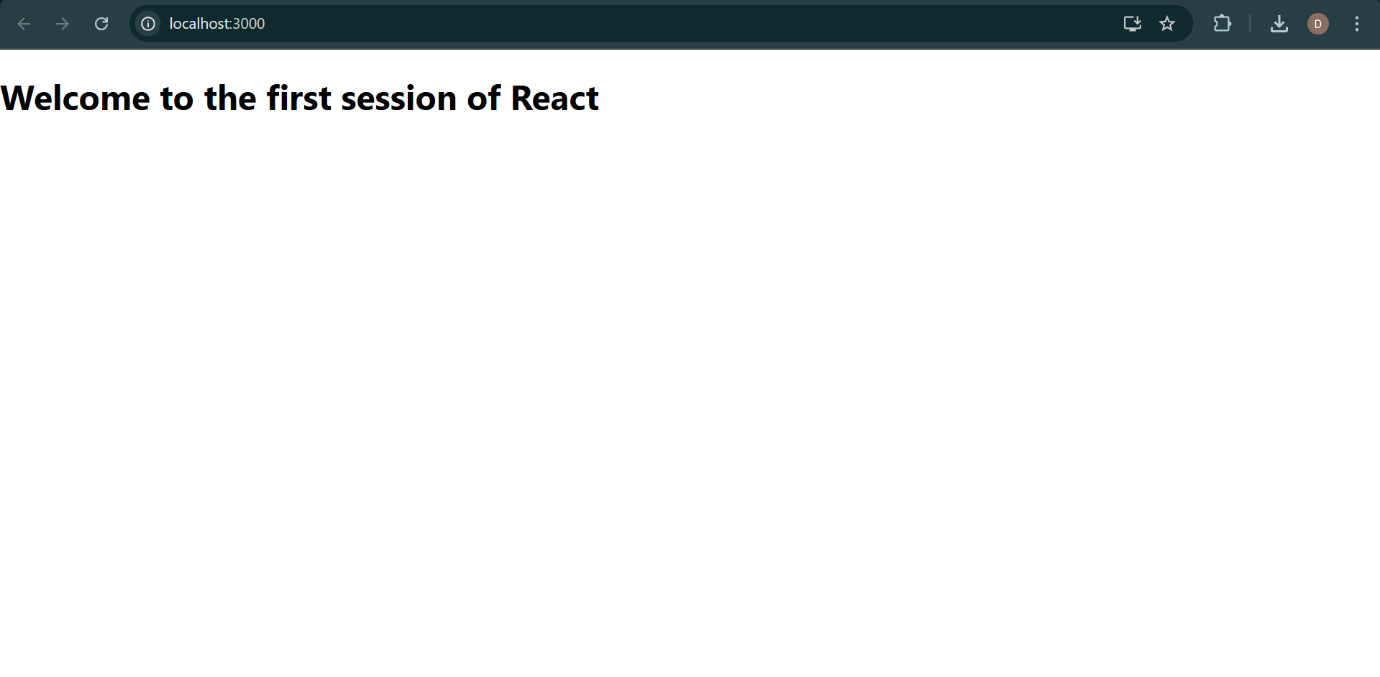 localhost:3000
D
Welcome to the first session of React